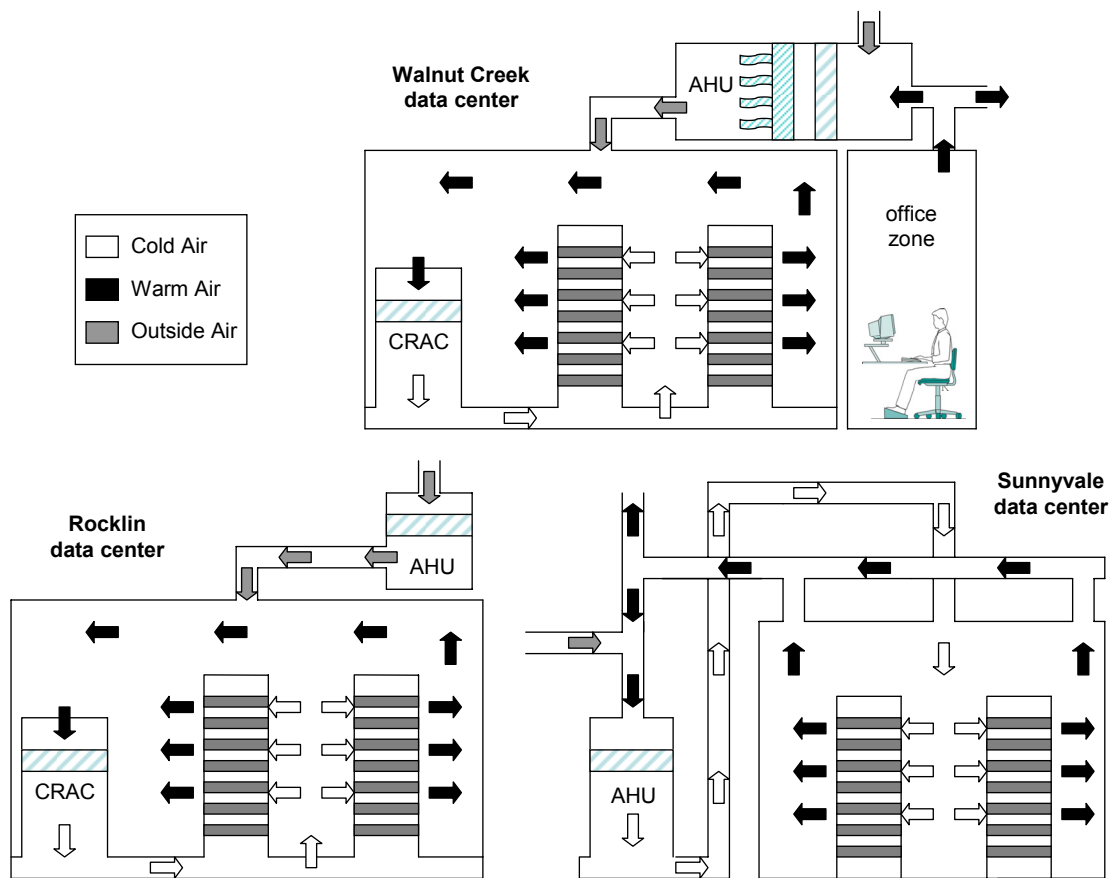 Walnut Creek
data center
AHU
Cold Air
Warm Air
Outside Air
office
zone
CRAC
Rocklin
data center
AHU
CRAC
Sunnyvale
data center
AHU